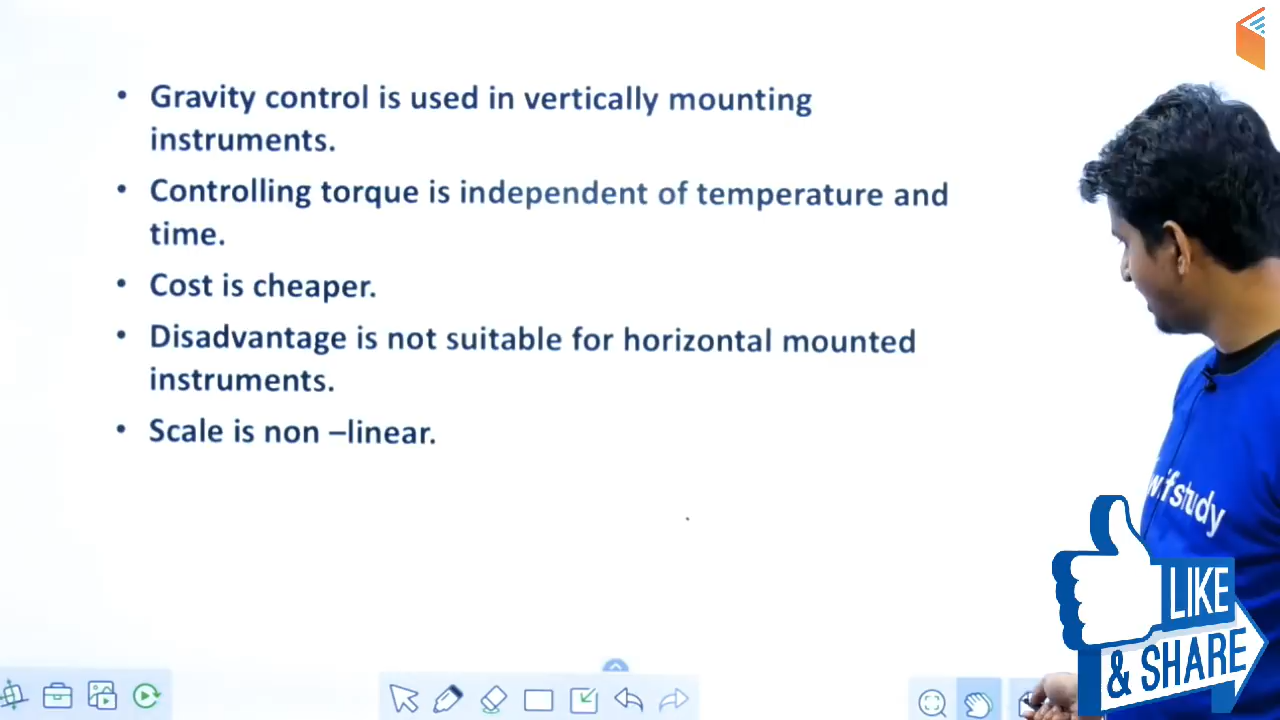 • Gravity control is used in vertically mounting
instruments.
• Controlling torque is independent of temperature and
time.
• Cost is cheaper.
• Disadvantage is not suitable for horizontal mounted
instruments.
• Scale is non –linear.
study
LIKE
& SHARE